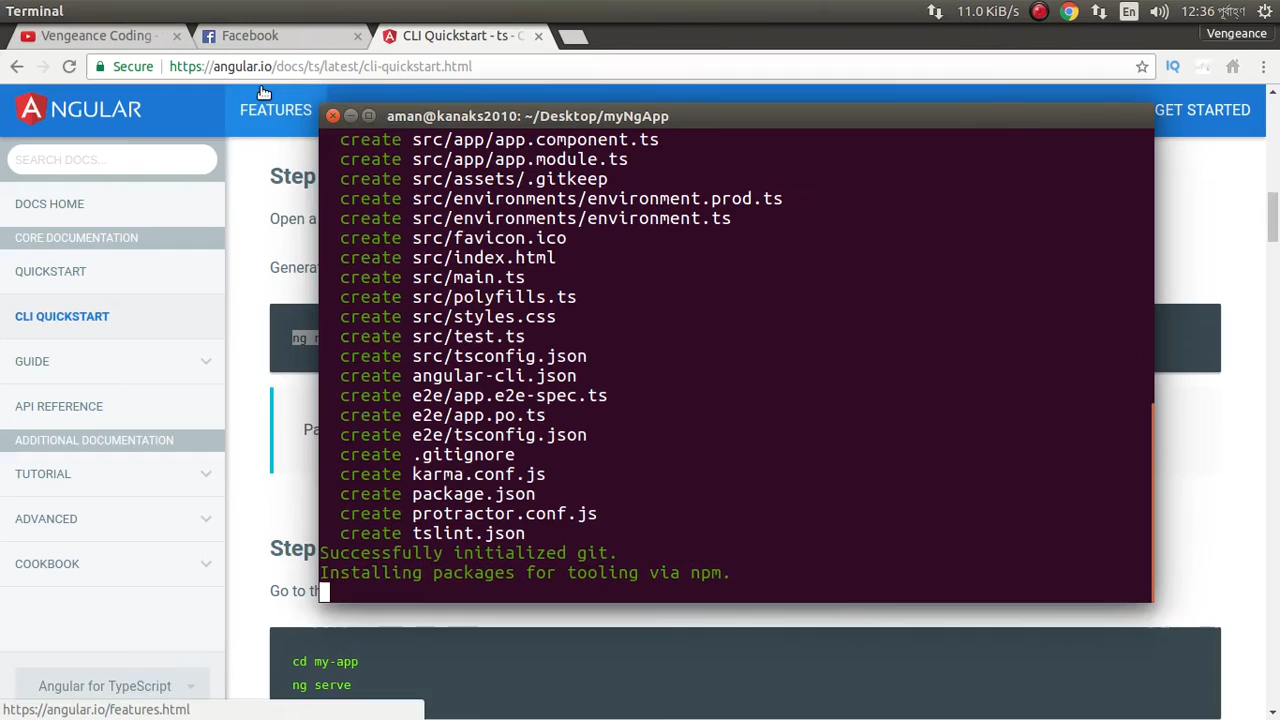 Terminal
11.0 KiB/s
En
12:36 পূর্বাহ্ণ
Vengeance Coding -
Facebook
CLI Quickstart - ts - C
Vengeance
Secure
https://angular.io/docs/ts/latest/cli-quickstart.html
IQ
NGULAR
FEATURES
GET STARTED
aman@kanaks2010: ~/Desktop/myNgApp
SEARCH DOCS...
DOCS HOME
CORE DOCUMENTATION
QUICKSTART
CLI QUICKSTART
GUIDE
API REFERENCE
ADDITIONAL DOCUMENTATION
TUTORIAL
ADVANCED
COOKBOOK
Angular for TypeScript
https://angular.io/features.html
Step
Open a
Genera
ng n
Pa
Step
Go to th
cd my-app
ng serve
create src/app/app.component.ts
create src/app/app.module.ts
create src/assets/.gitkeep
create src/environments/environment.prod.ts
create src/environments/environment.ts
create src/favicon.ico
create src/index.html
create src/main.ts
create src/polyfills.ts
create src/styles.css
create src/test.ts
create src/tsconfig.json
create angular-cli.json
create e2e/app.e2e-spec.ts
create e2e/app.po.ts
create e2e/tsconfig.json
create .gitignore
create karma.conf.js
create package.json
create protractor.conf.js
create tslint.json
Successfully initialized git.
Installing packages for tooling via npm.